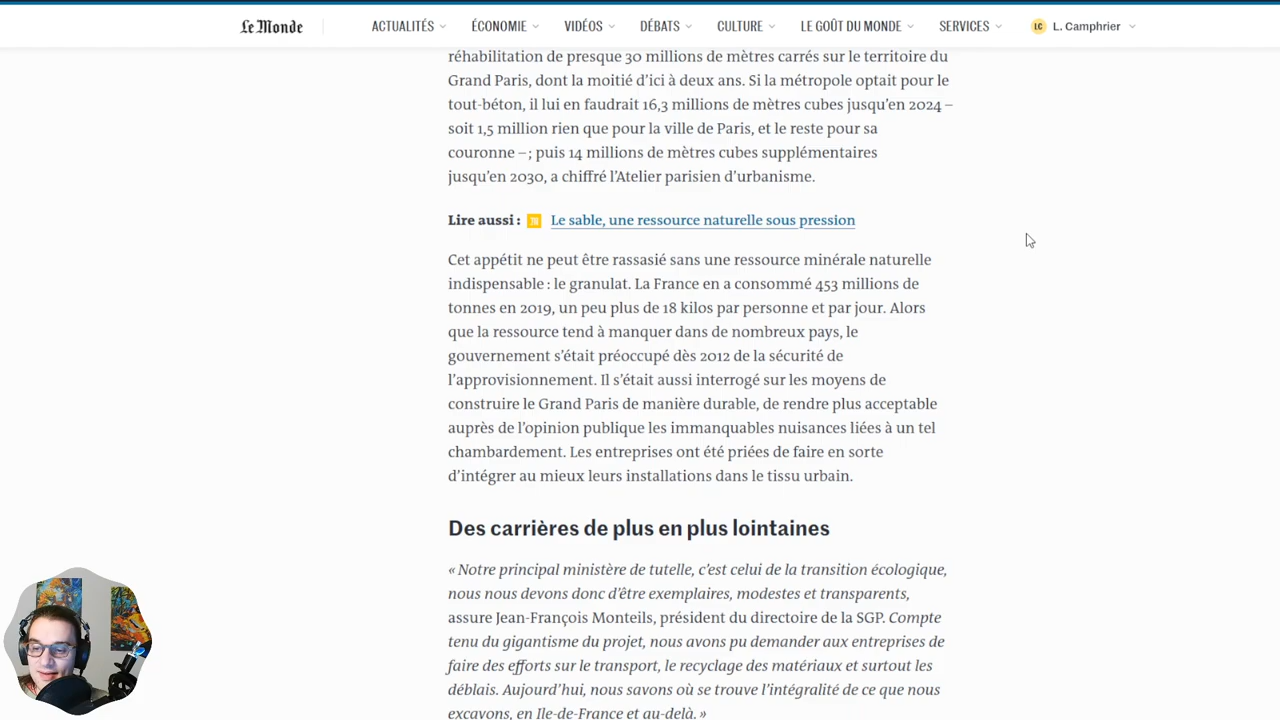 Le Monde
ACTUALITÉS
ÉCONOMIE
VIDÉOS
DÉBATS
CULTURE
LE GOÛT DU MONDE
SERVICES
LC L. Camphrier
réhabilitation de presque 30 millions de mètres carrés sur le territoire du
Grand Paris, dont la moitié d’ici à deux ans. Si la métropole optait pour le
tout-béton, il lui en faudrait 16,3 millions de mètres cubes jusqu’en 2024 –
soit 1,5 million rien que pour la ville de Paris, et le reste pour sa
couronne – ; puis 14 millions de mètres cubes supplémentaires
jusqu’en 2030, a chiffré l’Atelier parisien d’urbanisme.
Lire aussi : Le sable, une ressource naturelle sous pression
Cet appétit ne peut être rassasié sans une ressource minérale naturelle
indispensable : le granulat. La France en a consommé 453 millions de
tonnes en 2019, un peu plus de 18 kilos par personne et par jour. Alors
que la ressource tend à manquer dans de nombreux pays, le
gouvernement s’était préoccupé dès 2012 de la sécurité de
l’approvisionnement. Il s’était aussi interrogé sur les moyens de
construire le Grand Paris de manière durable, de rendre plus acceptable
auprès de l’opinion publique les immanquables nuisances liées à un tel
chambardement. Les entreprises ont été priées de faire en sorte
d’intégrer au mieux leurs installations dans le tissu urbain.
Des carrières de plus en plus lointaines
« Notre principal ministère de tutelle, c’est celui de la transition écologique,
nous nous devons donc d’être exemplaires, modestes et transparents,
assure Jean-François Monteils, président du directoire de la SGP. Compte
tenu du gigantisme du projet, nous avons pu demander aux entreprises de
faire des efforts sur le transport, le recyclage des matériaux et surtout les
déblais. Aujourd’hui, nous savons où se trouve l’intégralité de ce que nous
excavons, en Ile-de-France et au-delà. »